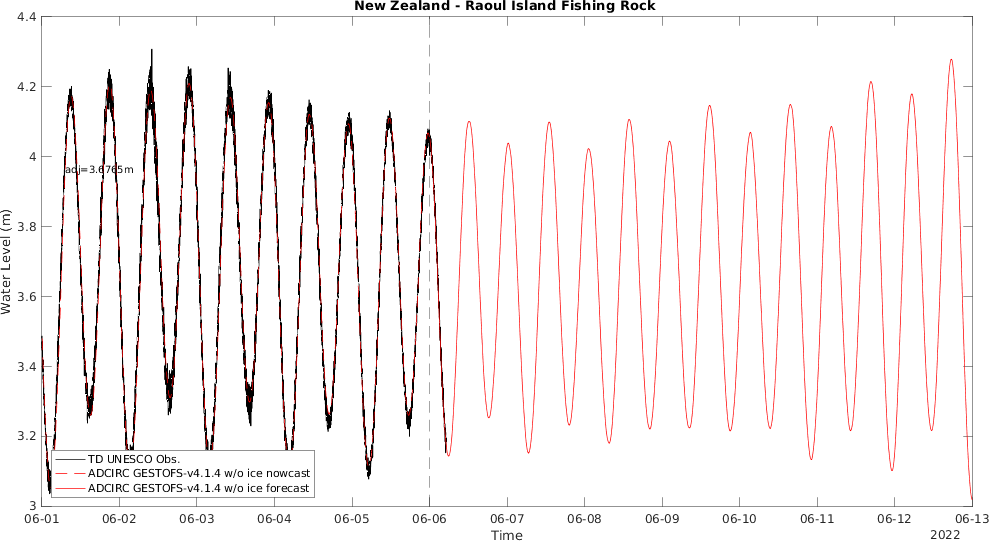 New Zealand - Raoul Island Fishing Rock
4.4
4.2
4
3.8
3.6
3.4
3.2
3
Water Level (m)
adj=3.6765m
TD UNESCO Obs.
ADCIRC GESTOFS-v4.1.4 w/o ice nowcast
ADCIRC GESTOFS-v4.1.4 w/o ice forecast
06-01 06-02 06-03 06-04 06-05 06-06 06-07 06-08 06-09 06-10 06-11 06-12 06-13
Time
2022